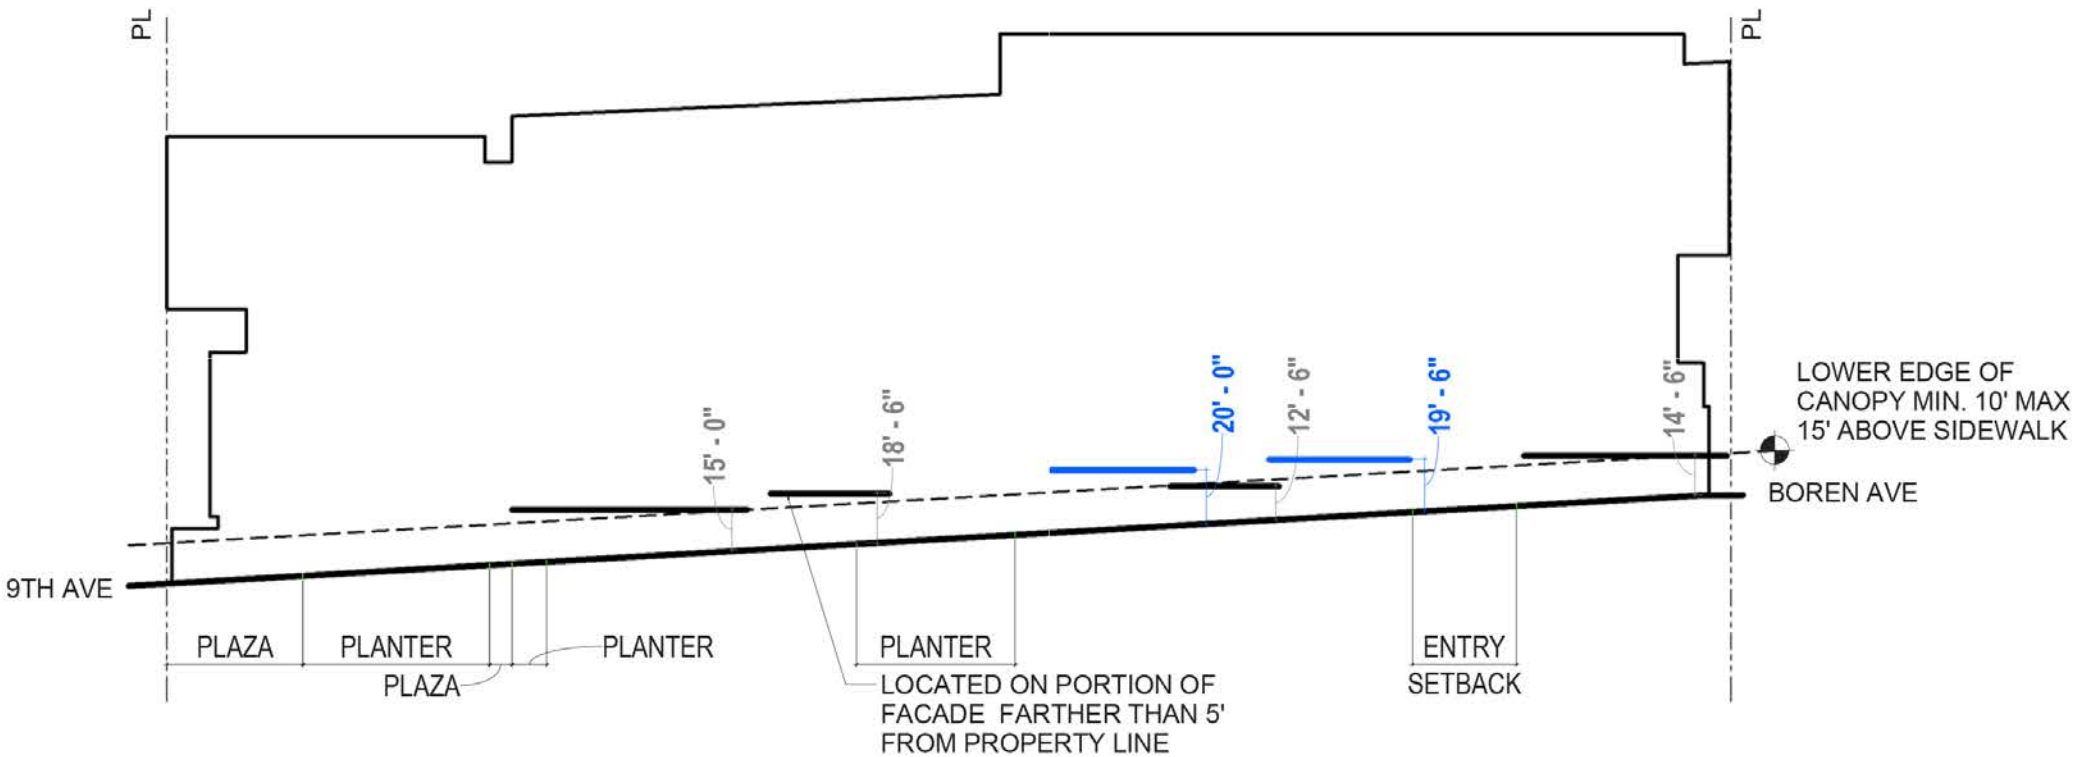 PL
PL
15' - 0"
18' - 6"
20' - 0"
12' - 6"
19' - 6"
14' - 6"
LOWER EDGE OF
CANOPY MIN. 10' MAX
15' ABOVE SIDEWALK
BOREN AVE
9TH AVE
PLAZA
PLANTER
PLAZA
PLANTER
PLANTER
ENTRY
SETBACK
LOCATED ON PORTION OF
FACADE FARTHER THAN 5'
FROM PROPERTY LINE